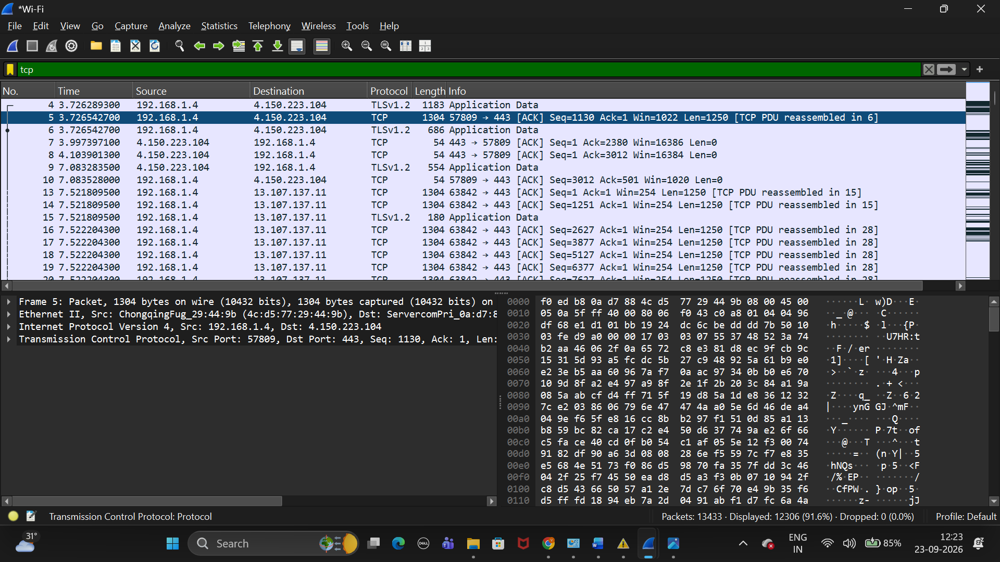 *Wi-Fi
File Edit View Go Capture Analyze Statistics Telephony Wireless Tools Help
tcp
No. Time Source Destination Protocol Length Info
4 3.726289300 192.168.1.4 4.150.223.104 TLSv1.2 1183 Application Data
5 3.726542700 192.168.1.4 4.150.223.104 TCP 1304 57809 → 443 [ACK] Seq=1130 Ack=1 Win=1022 Len=1250 [TCP PDU reassembled in 6]
6 3.726542700 192.168.1.4 4.150.223.104 TLSv1.2 686 Application Data
7 3.997397100 4.150.223.104 192.168.1.4 TCP 54 443 → 57809 [ACK] Seq=1 Ack=2380 Win=16386 Len=0
8 4.103901300 4.150.223.104 192.168.1.4 TCP 54 443 → 57809 [ACK] Seq=1 Ack=3012 Win=16384 Len=0
9 7.083283500 4.150.223.104 192.168.1.4 TLSv1.2 554 Application Data
10 7.083528000 192.168.1.4 4.150.223.104 TCP 54 57809 → 443 [ACK] Seq=3012 Ack=501 Win=1020 Len=0
13 7.521809500 192.168.1.4 13.107.137.11 TCP 1304 63842 → 443 [ACK] Seq=1 Ack=1 Win=254 Len=1250 [TCP PDU reassembled in 15]
14 7.521809500 192.168.1.4 13.107.137.11 TCP 1304 63842 → 443 [ACK] Seq=1251 Ack=1 Win=254 Len=1250 [TCP PDU reassembled in 15]
15 7.521809500 192.168.1.4 13.107.137.11 TLSv1.2 180 Application Data
16 7.522204300 192.168.1.4 13.107.137.11 TCP 1304 63842 → 443 [ACK] Seq=2627 Ack=1 Win=254 Len=1250 [TCP PDU reassembled in 28]
17 7.522204300 192.168.1.4 13.107.137.11 TCP 1304 63842 → 443 [ACK] Seq=3877 Ack=1 Win=254 Len=1250 [TCP PDU reassembled in 28]
18 7.522204300 192.168.1.4 13.107.137.11 TCP 1304 63842 → 443 [ACK] Seq=5127 Ack=1 Win=254 Len=1250 [TCP PDU reassembled in 28]
19 7.522204300 192.168.1.4 13.107.137.11 TCP 1304 63842 → 443 [ACK] Seq=6377 Ack=1 Win=254 Len=1250 [TCP PDU reassembled in 28]
20 7.522204300 192.168.1.4 13.107.137.11 TCP 1304 63842 → 443 [ACK] Seq=7627 Ack=1 Win=254 Len=1250 [TCP PDU reassembled in 28]
Frame 5: Packet, 1304 bytes on wire (10432 bits), 1304 bytes captured (10432 bits) on
Ethernet II, Src: ChongqingFug_29:44:9b (4c:d5:77:29:44:9b), Dst: ServercomPri_0a:d7:8
Internet Protocol Version 4, Src: 192.168.1.4, Dst: 4.150.223.104
Transmission Control Protocol, Src Port: 57809, Dst Port: 443, Seq: 1130, Ack: 1, Len:
0000 f0 ed b8 0a d7 88 4c d5 77 29 44 9b 08 00 45 00 ······L· w)D···E·
0010 05 0a 5f ff 40 00 80 06 f0 43 c0 a8 01 04 04 96 ··_·@··· ·C······
0020 df 68 e1 d1 01 bb 19 24 dc 6c be dd dd 7b 50 10 ·h·····$ ·l···{P·
0030 03 fe d9 a0 00 00 17 03 03 07 55 37 48 52 3a 74 ········ ··U7HR:t
0040 b2 aa 46 06 2f 0a 65 72 c8 e3 81 d8 ec 9f cb 9c ··F·/·er ········
0050 15 31 5d 93 a5 fc dc 5b 27 c9 48 92 5a 61 b9 e0 ·1]····[ '·H·Za··
0060 e2 3e b5 aa 60 96 7a f7 0a ac 97 34 0b b0 e6 70 ·>··`·z· ···4···p
0070 10 9d 8f a2 e4 97 a9 8f 2e 1f 2b 20 3c 84 a1 9a ········ .·+ <···
0080 08 5a ab cf d4 ff 71 5f 19 d8 5a 1d e8 36 12 32 ·Z····q_ ··Z··6·2
0090 7c e2 03 86 06 79 6e 47 47 4a a0 5e 6d 46 de a4 |····ynG GJ·^mF··
00a0 04 9e f6 5f e8 16 cc 8b b2 97 f1 51 0d 85 a1 13 ···_···· ···Q····
00b0 b8 59 bc 82 ca 17 c2 e4 50 d6 37 74 9a e2 6f 66 ·Y······ P·7t··of
00c0 c5 fa ce 40 cd 0f b0 54 c1 af 05 5e 12 f3 00 74 ···@···T ···^···t
00d0 91 82 df 90 a6 3d 08 08 28 6e f5 59 7c f7 e8 35 ·····=·· (n·Y|··5
00e0 e5 68 4e 51 73 f0 86 d5 98 70 fa 35 7f dd 3c 46 ·hNQs··· ·p·5··<F
00f0 04 2f 25 f7 45 50 ea d8 d5 a3 f3 0b 07 10 94 2f ·/%·EP·· ·······/
0100 c8 d5 43 66 50 57 a1 2e 7d c7 6f 70 e4 9b 35 f6 ··CfPW·. }·op··5·
0110 d5 ff fd 18 94 eb 7a 2d 04 91 ab f1 d7 fc 6a 4a ······z- ······jJ
Transmission Control Protocol: Protocol
Packets: 13433 · Displayed: 12306 (91.6%) · Dropped: 0 (0.0%)
Profile: Default
31°
Search
DELL
ENG
IN
85%
12:23
23-09-2026